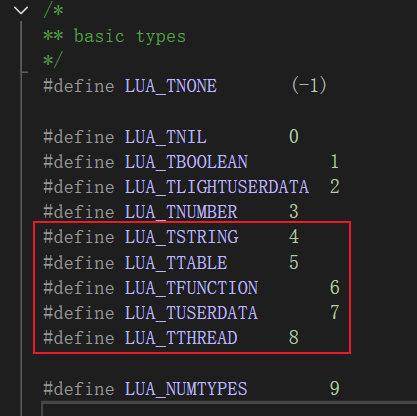 /*
** basic types
*/
#define LUA_TNONE (-1)
#define LUA_TNIL 0
#define LUA_TBOOLEAN 1
#define LUA_TLIGHTUSERDATA 2
#define LUA_TNUMBER 3
#define LUA_TSTRING 4
#define LUA_TTABLE 5
#define LUA_TFUNCTION 6
#define LUA_TUSERDATA 7
#define LUA_TTHREAD 8
#define LUA_NUMTYPES 9